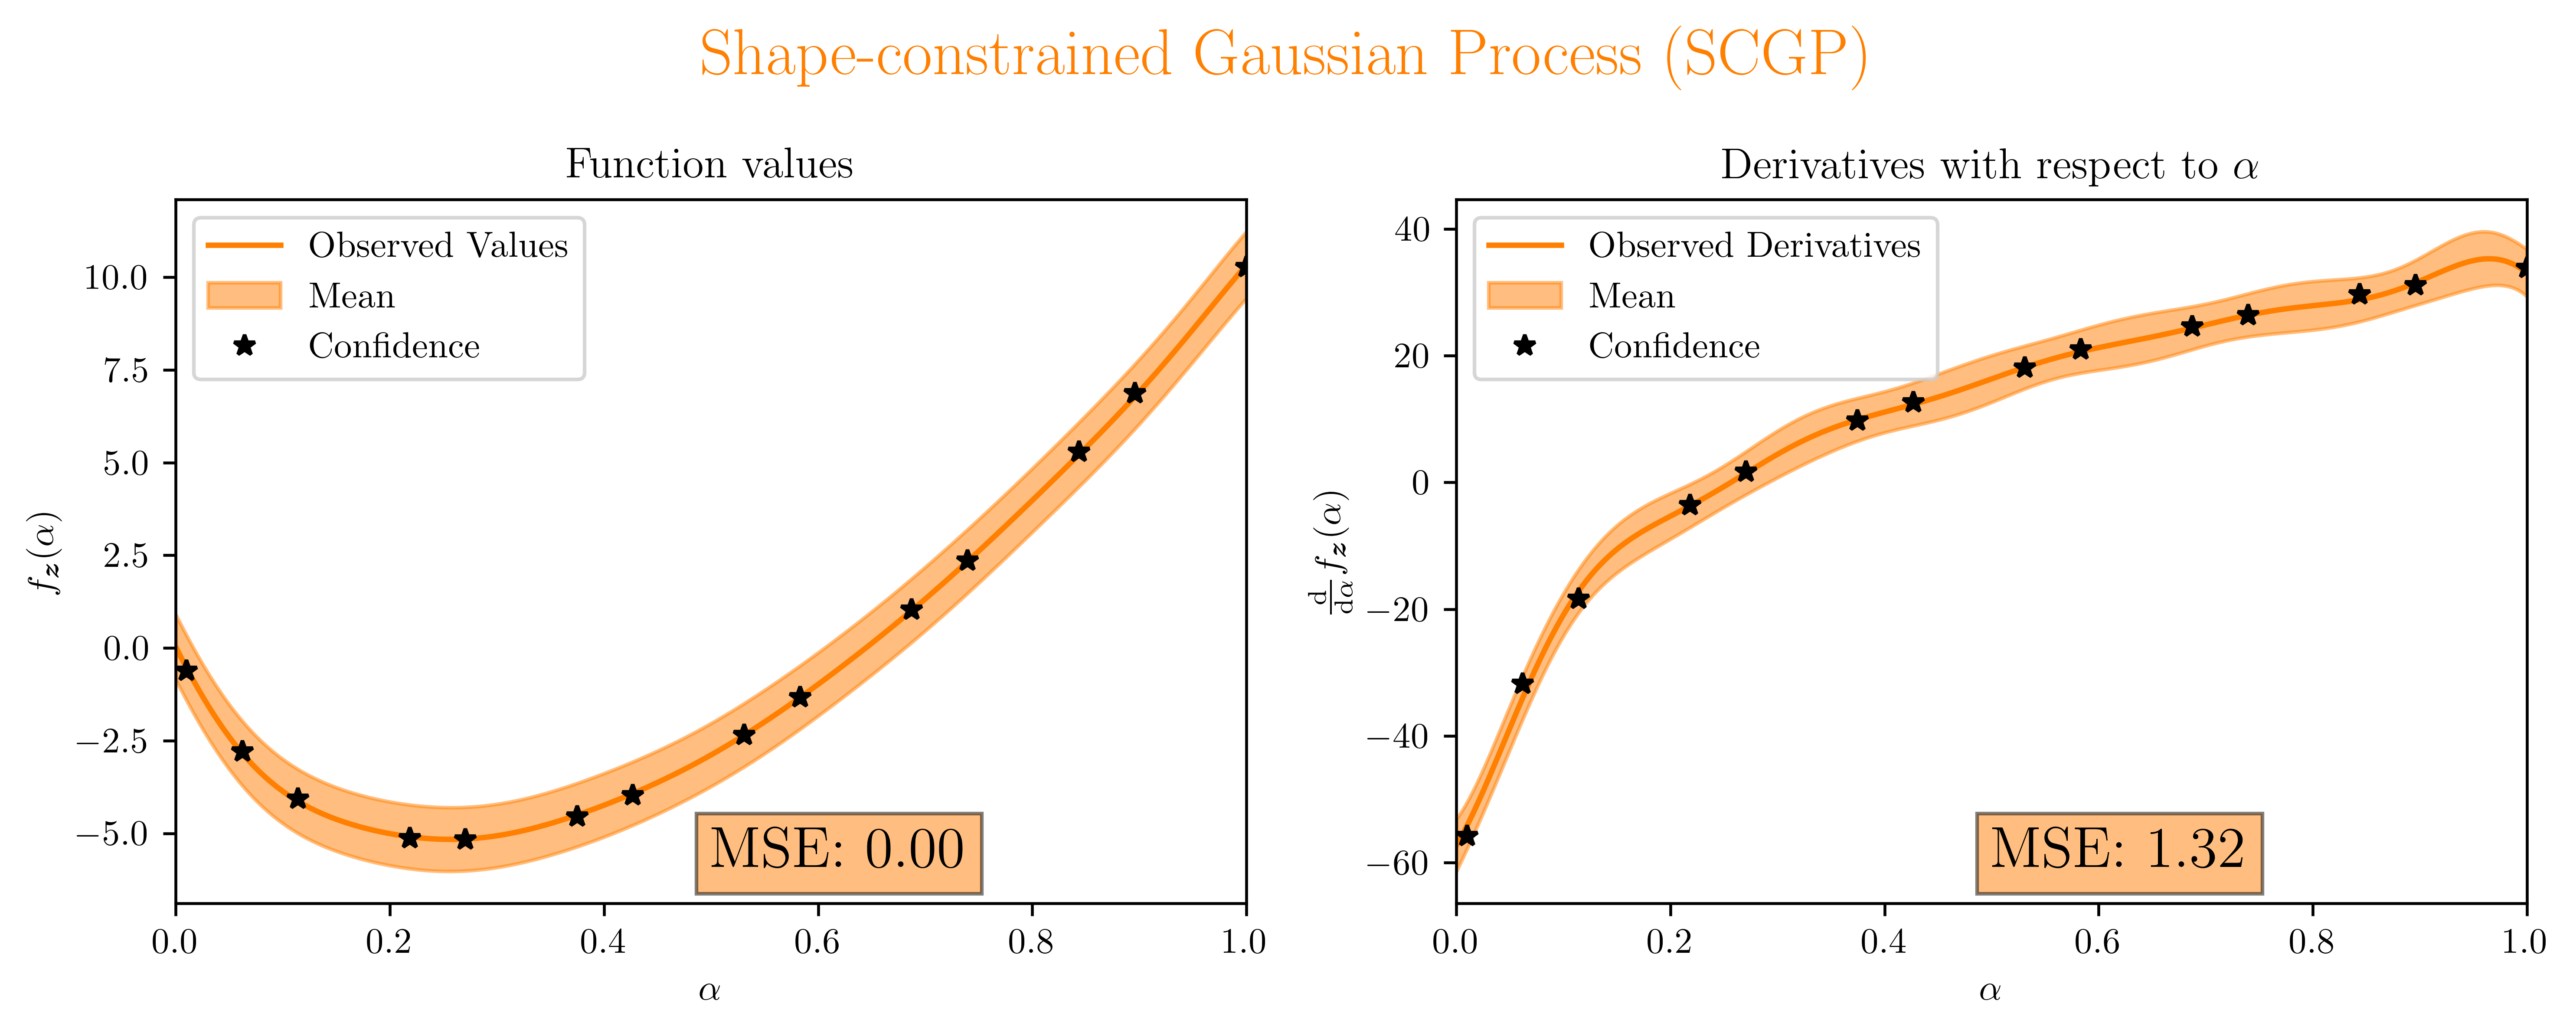 Shape-constrained Gaussian Process (SCGP)
Function values
Observed Values
Mean
Confidence
10.0
7.5
5.0
2.5
0.0
−2.5
−5.0
f_z(α)
MSE: 0.00
0.0 0.2 0.4 0.6 0.8 1.0
α
Derivatives with respect to α
Observed Derivatives
Mean
Confidence
40
20
0
−20
−40
−60
d/dα f_z(α)
MSE: 1.32
0.0 0.2 0.4 0.6 0.8 1.0
α